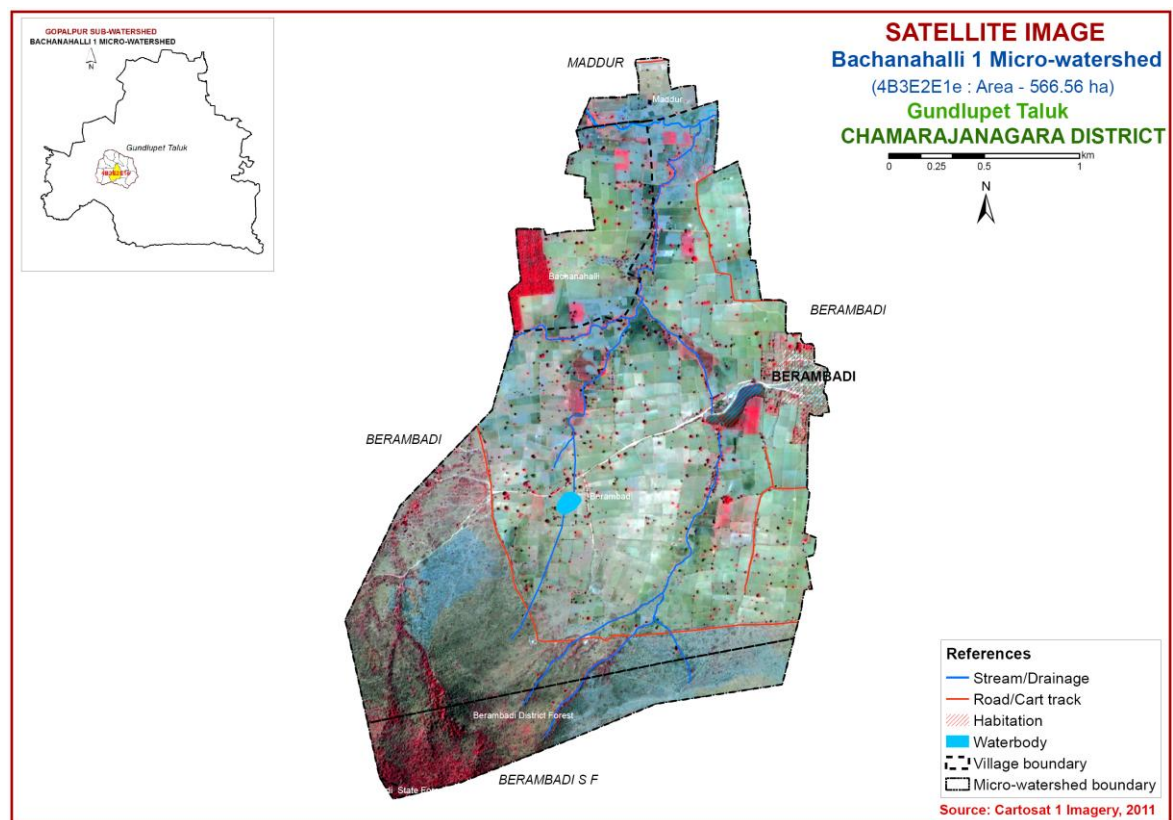 GOPALPUR SUB-WATERSHED
BACHANAHALLI 1 MICRO-WATERSHED
N
Gundlupet Taluk
SATELLITE IMAGE
Bachanahalli 1 Micro-watershed
(4B3E2E1e : Area - 566.56 ha)
Gundlupet Taluk
CHAMARAJANAGARA DISTRICT
km
0 0.25 0.5 1
N
MADDUR
Maddur
Bachanahalli
BERAMBADI
BERAMBADI
BERAMBADI
Berambadi
Berambadi District Forest
State
BERAMBADI S F
References
Stream/Drainage
Road/Cart track
Habitation
Waterbody
Village boundary
Micro-watershed boundary
Source: Cartosat 1 Imagery, 2011